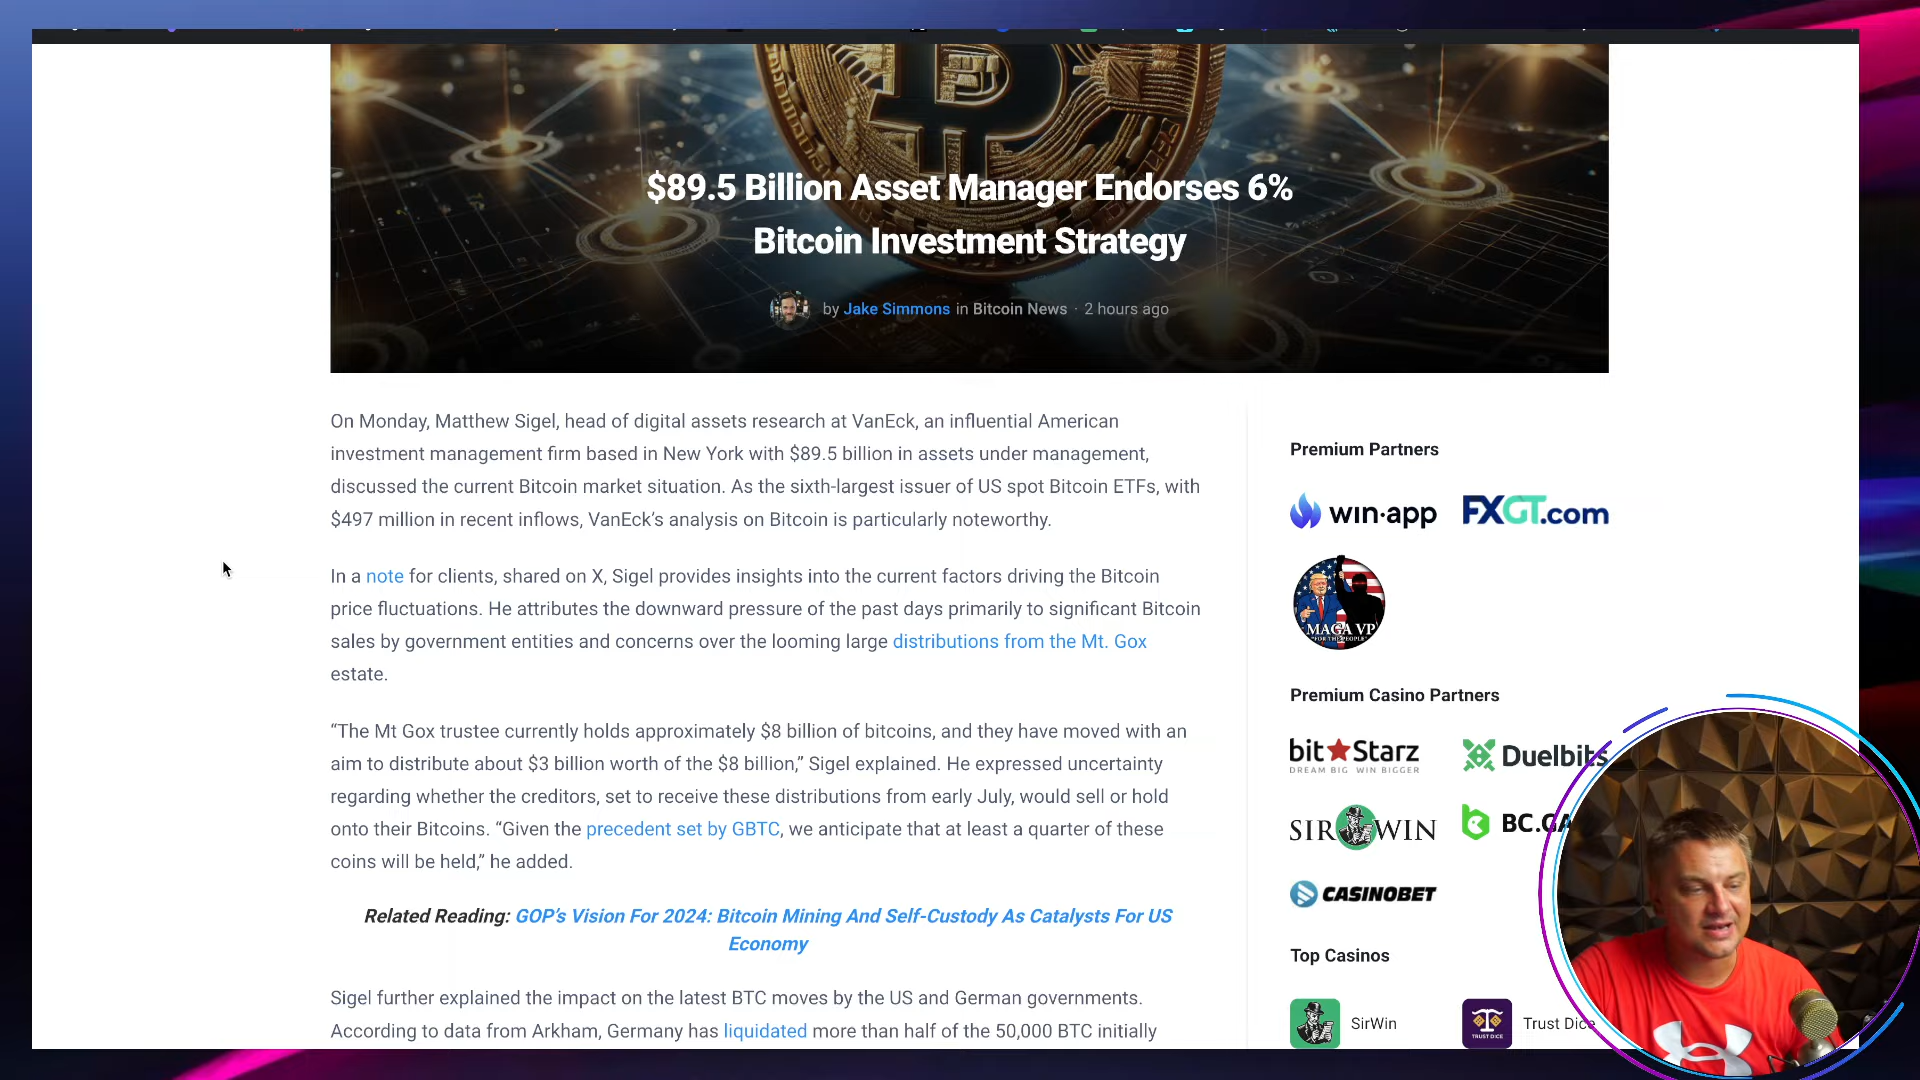 $89.5 Billion Asset Manager Endorses 6%
Bitcoin Investment Strategy
by Jake Simmons in Bitcoin News · 2 hours ago
On Monday, Matthew Sigel, head of digital assets research at VanEck, an influential American
investment management firm based in New York with $89.5 billion in assets under management,
discussed the current Bitcoin market situation. As the sixth-largest issuer of US spot Bitcoin ETFs, with
$497 million in recent inflows, VanEck's analysis on Bitcoin is particularly noteworthy.
In a note for clients, shared on X, Sigel provides insights into the current factors driving the Bitcoin
price fluctuations. He attributes the downward pressure of the past days primarily to significant Bitcoin
sales by government entities and concerns over the looming large distributions from the Mt. Gox
estate.
“The Mt Gox trustee currently holds approximately $8 billion of bitcoins, and they have moved with an
aim to distribute about $3 billion worth of the $8 billion,” Sigel explained. He expressed uncertainty
regarding whether the creditors, set to receive these distributions from early July, would sell or hold
onto their Bitcoins. “Given the precedent set by GBTC, we anticipate that at least a quarter of these
coins will be held,” he added.
Related Reading: GOP's Vision For 2024: Bitcoin Mining And Self-Custody As Catalysts For US
Economy
Sigel further explained the impact on the latest BTC moves by the US and German governments.
According to data from Arkham, Germany has liquidated more than half of the 50,000 BTC initially
Premium Partners
win·app
FXGT.com
MAGA VP
"FOR THE PEOPLE"
Premium Casino Partners
bit Starz
DREAM BIG WIN BIGGER
Duelbits
SIR WIN
BC.GA
CASINOBET
Top Casinos
SirWin
TRUST DICE
Trust Dice